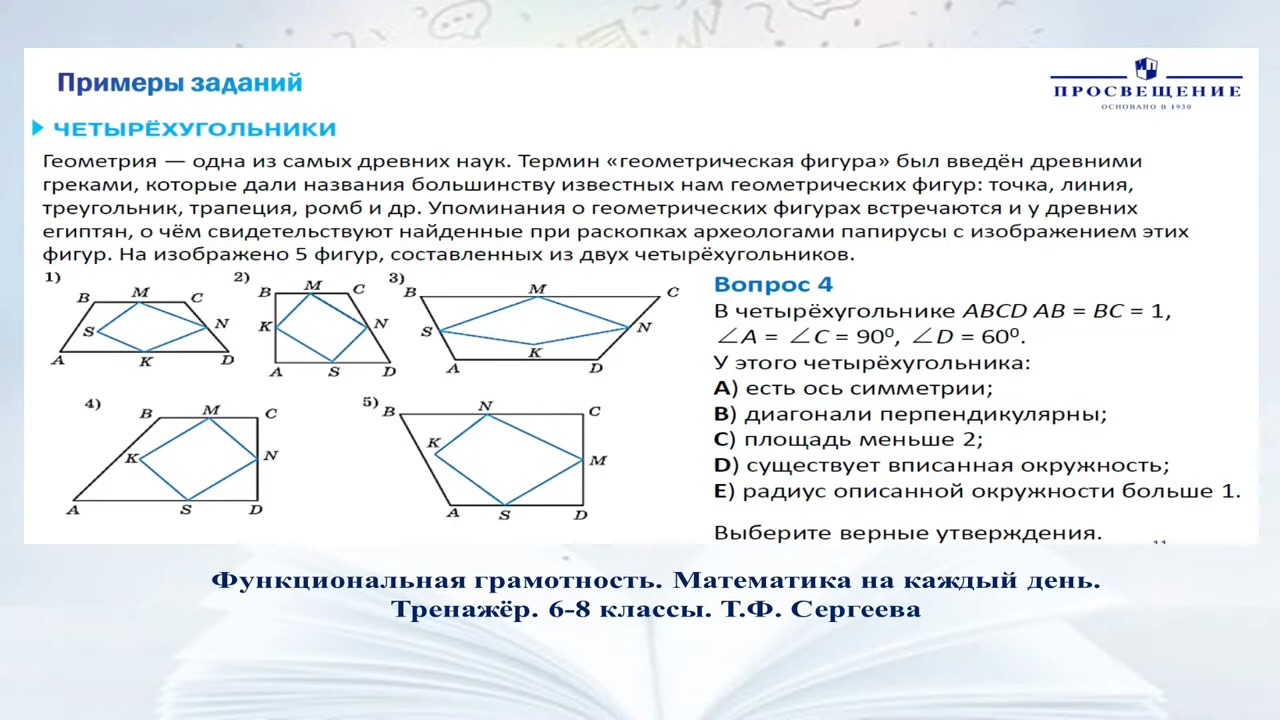 Примеры заданий
ПРОСВЕЩЕНИЕ
ОСНОВАНО В 1930
ЧЕТЫРЁХУГОЛЬНИКИ
Геометрия — одна из самых древних наук. Термин «геометрическая фигура» был введён древними
греками, которые дали названия большинству известных нам геометрических фигур: точка, линия,
треугольник, трапеция, ромб и др. Упоминания о геометрических фигурах встречаются и у древних
египтян, о чём свидетельствуют найденные при раскопках археологами папирусы с изображением этих
фигур. На изображено 5 фигур, составленных из двух четырёхугольников.
1)
B M C
S N
A K D
2)
B M C
K N
A S D
3)
B M C
S N
K
A D
4)
B M C
K N
A S D
5)
B N C
K M
A S D
Вопрос 4
В четырёхугольнике ABCD AB = BC = 1,
∠A = ∠C = 90⁰, ∠D = 60⁰.
У этого четырёхугольника:
A) есть ось симметрии;
B) диагонали перпендикулярны;
C) площадь меньше 2;
D) существует вписанная окружность;
E) радиус описанной окружности больше 1.
Выберите верные утверждения.
11
Функциональная грамотность. Математика на каждый день.
Тренажёр. 6-8 классы. Т.Ф. Сергеева